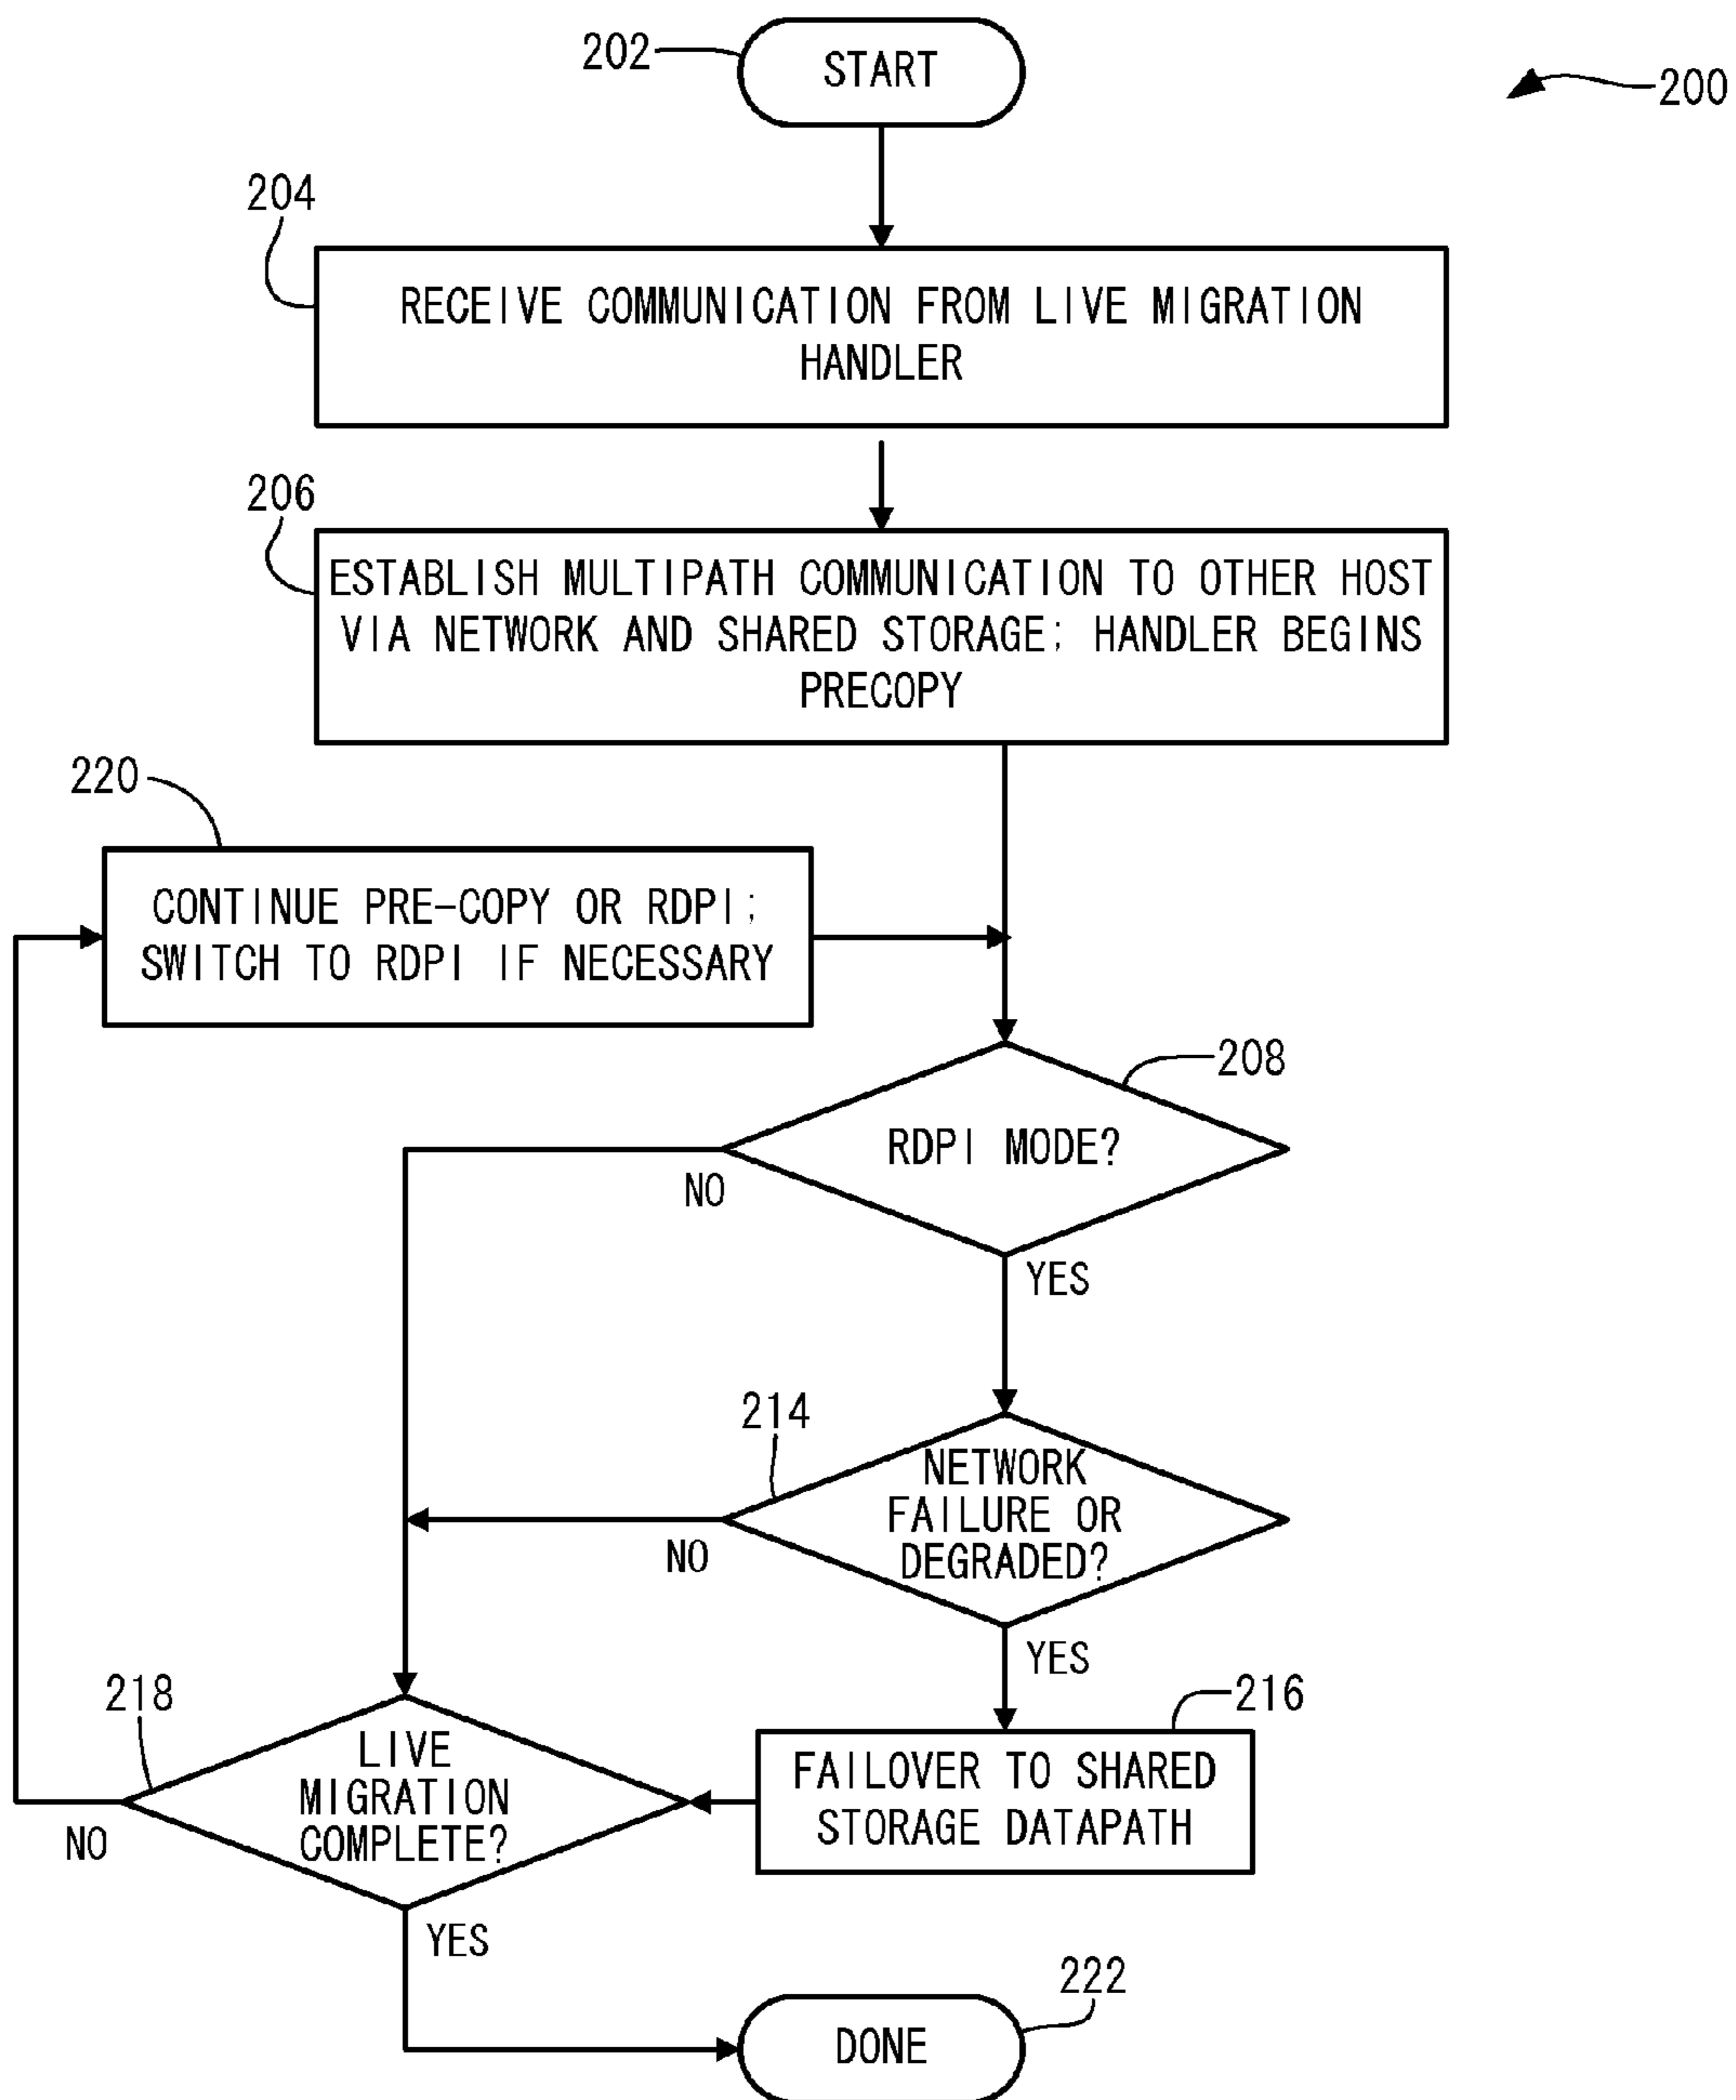 202
START
200
204
RECEIVE COMMUNICATION FROM LIVE MIGRATION
HANDLER
206
ESTABLISH MULTIPATH COMMUNICATION TO OTHER HOST
VIA NETWORK AND SHARED STORAGE; HANDLER BEGINS
PRECOPY
220
CONTINUE PRE-COPY OR RDPI;
SWITCH TO RDPI IF NECESSARY
208
RDPI MODE?
NO
YES
214
NETWORK
FAILURE OR
DEGRADED?
NO
YES
216
FAILOVER TO SHARED
STORAGE DATAPATH
218
LIVE
MIGRATION
COMPLETE?
NO
YES
222
DONE